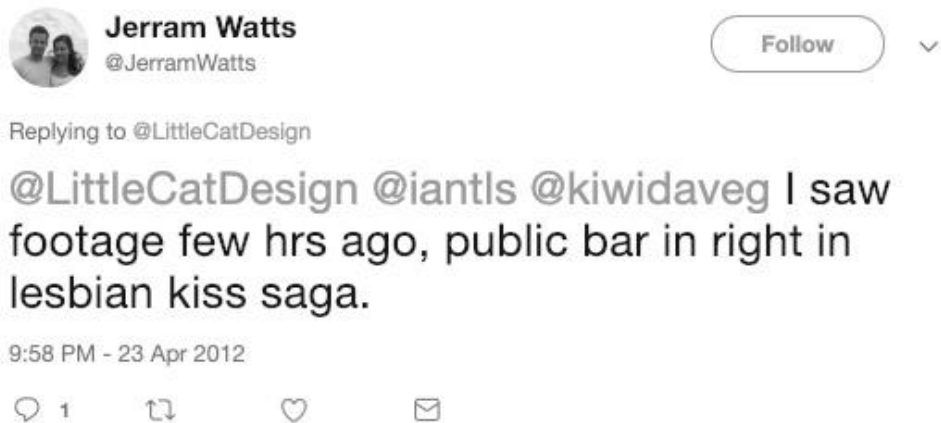 Jerram Watts
@JerramWatts
Follow
Replying to @LittleCatDesign
@LittleCatDesign @iantls @kiwidaveg I saw
footage few hrs ago, public bar in right in
lesbian kiss saga.
9:58 PM - 23 Apr 2012
1